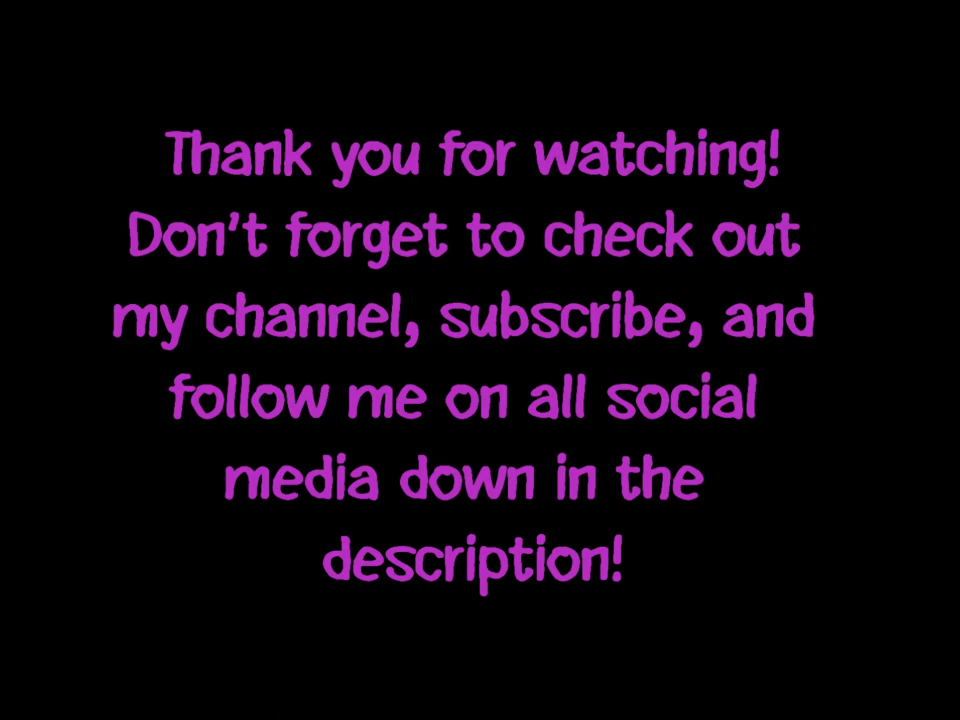 Thank you for watching!
Don't forget to check out
my channel, subscribe, and
follow me on all social
media down in the
description!